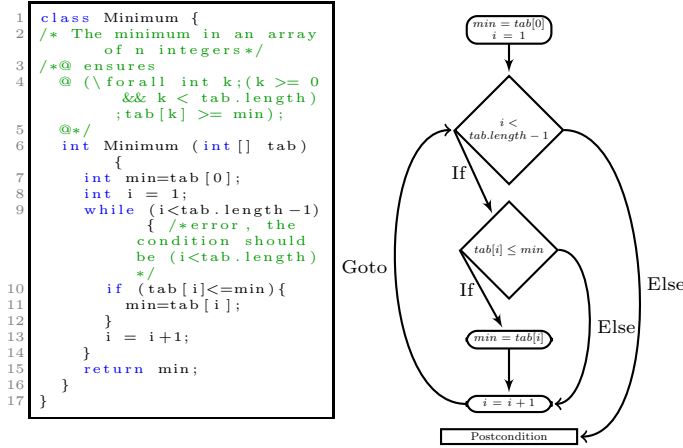 1 class Minimum {
2 /* The minimum in an array
of n integers*/
3 /*@ ensures
4 @ (\forall int k;(k >= 0
&& k < tab.length)
;tab[k] >= min);
5 @*/
6 int Minimum (int[] tab)
{
7 int min=tab[0];
8 int i = 1;
9 while (i<tab.length-1)
{ /*error, the
condition should
be (i<tab.length)
*/
10 if (tab[i]<=min){
11 min=tab[i];
12 }
13 i = i+1;
14 }
15 return min;
16 }
17 }
min = tab[0]
i = 1
i <
tab.length − 1
If
tab[i] ≤ min
Goto
Else
If
Else
min = tab[i]
i = i + 1
Postcondition